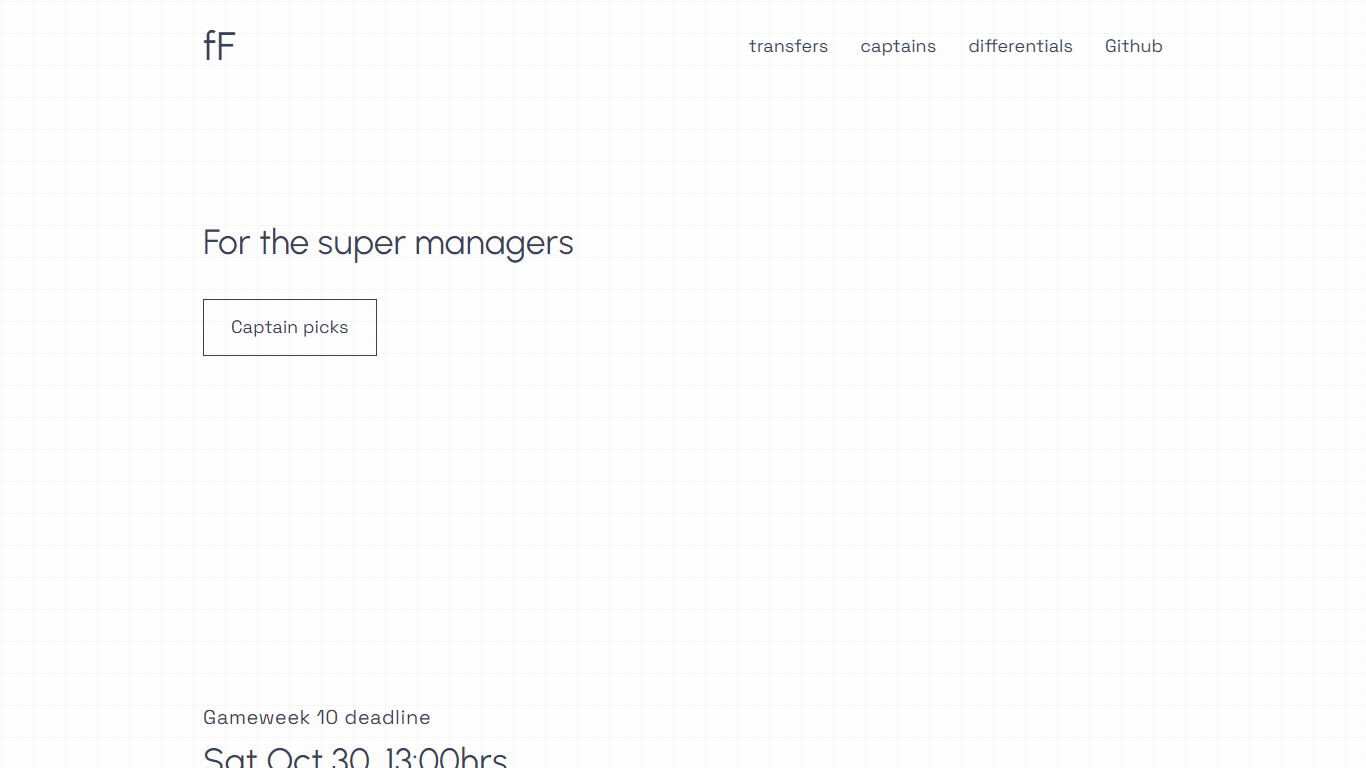 fF
transfers captains differentials Github
For the super managers
Captain picks
Gameweek 10 deadline
Sat Oct 30, 13:00hrs